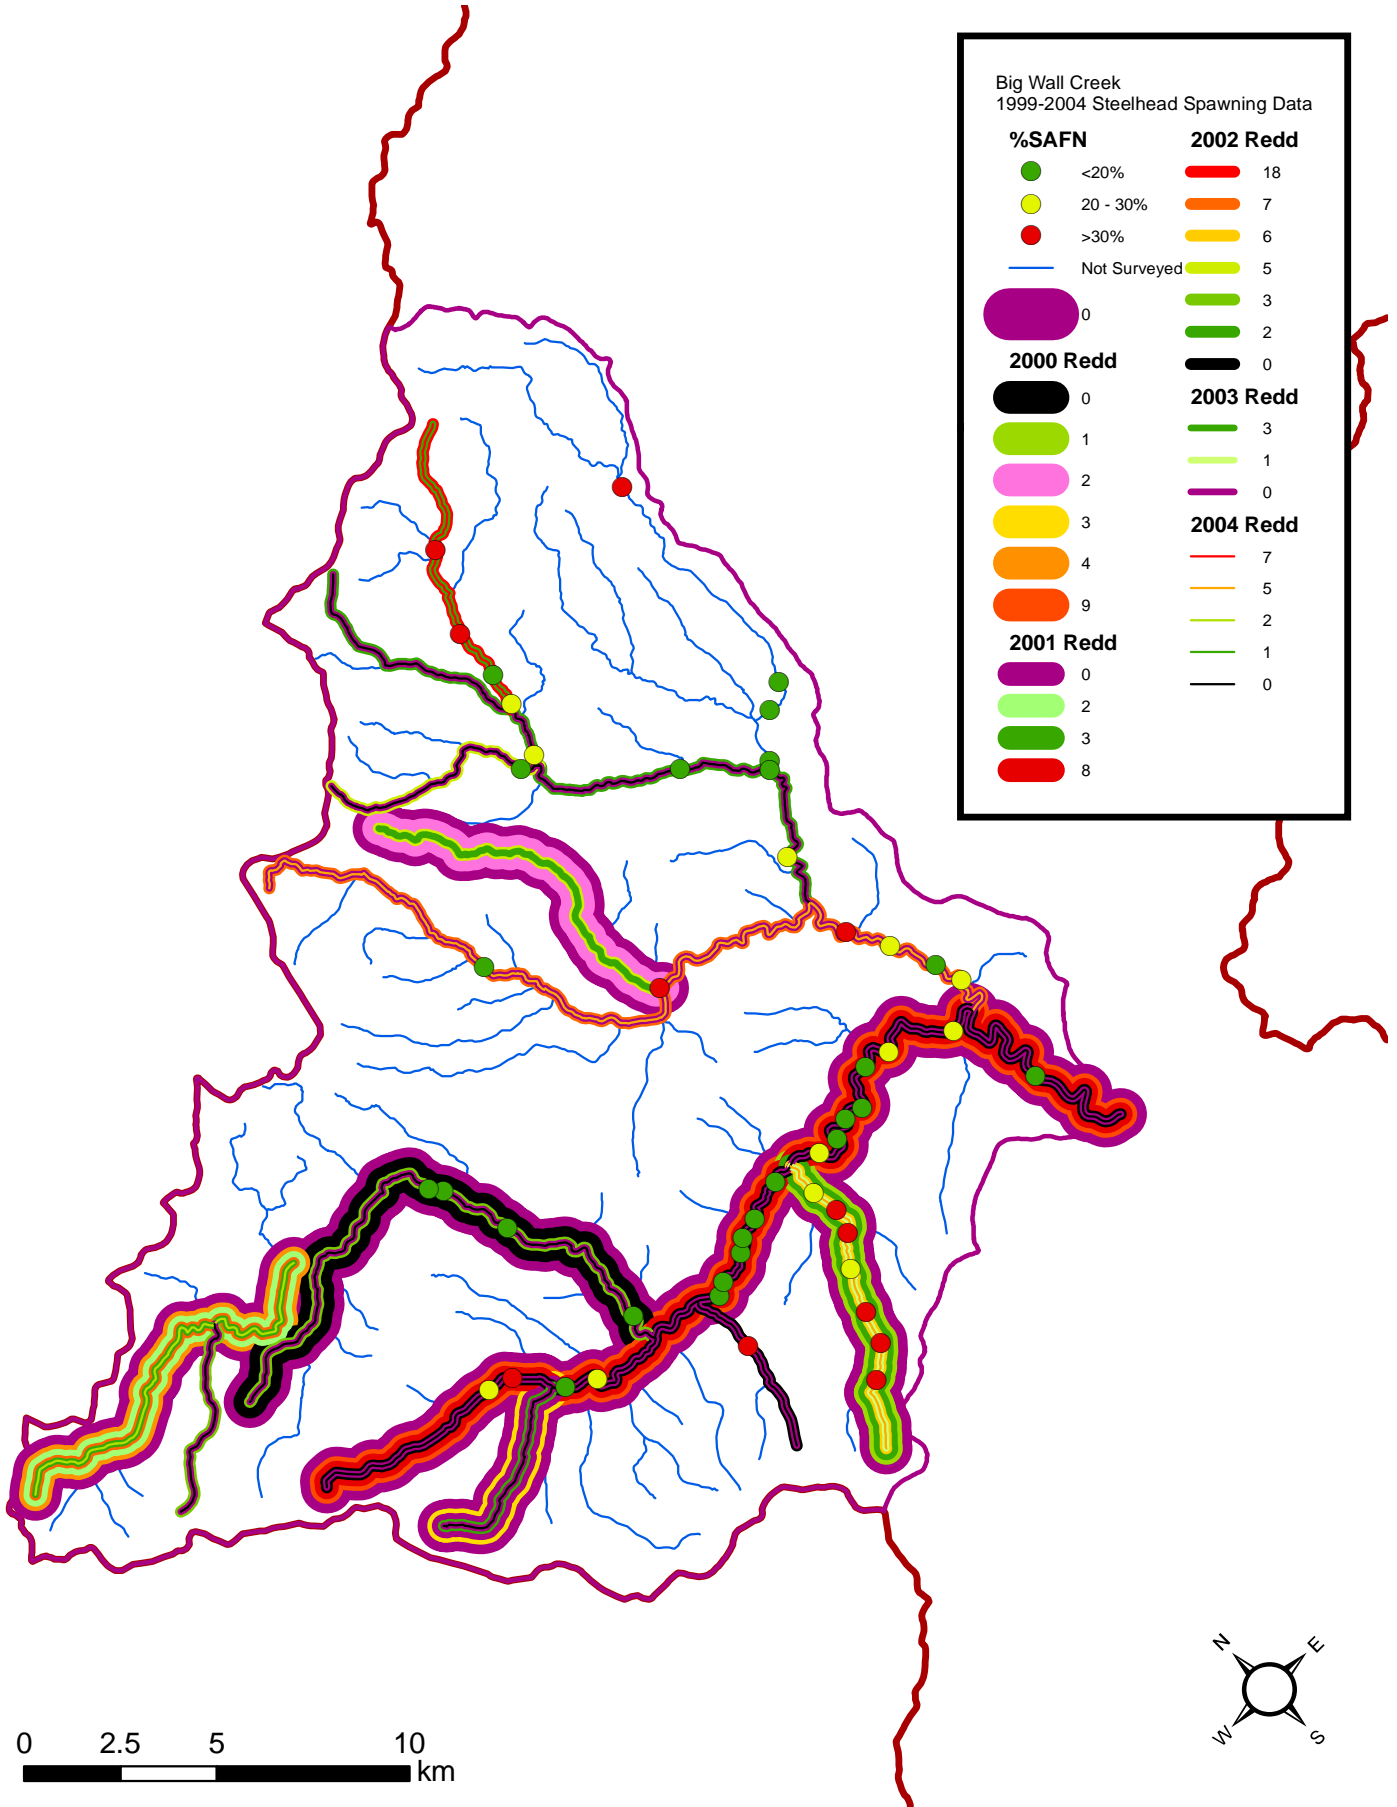 Big Wall Creek
1999-2004 Steelhead Spawning Data
%SAFN
<20%
20 - 30%
>30%
Not Surveyed
0
2000 Redd
0
1
2
3
4
9
2001 Redd
0
2
3
8
2002 Redd
18
7
6
5
3
2
0
2003 Redd
3
1
0
2004 Redd
7
5
2
1
0
N
E
W
S
0 2.5 5 10
km